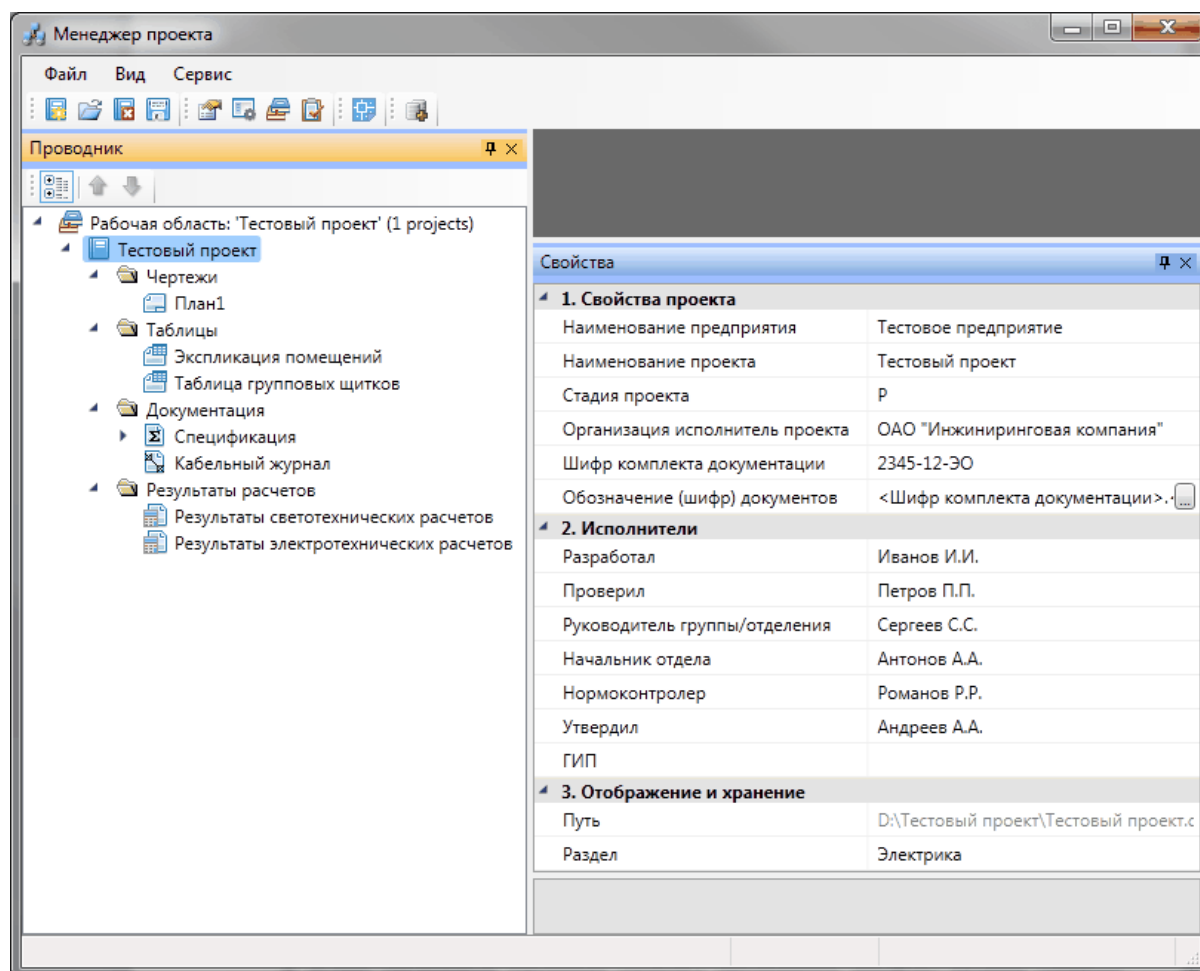 Менеджер проекта
Файл Вид Сервис
Проводник
Рабочая область: 'Тестовый проект' (1 projects)
Тестовый проект
Чертежи
План1
Таблицы
Экспликация помещений
Таблица групповых щитков
Документация
Спецификация
Кабельный журнал
Результаты расчетов
Результаты светотехнических расчетов
Результаты электротехнических расчетов
Свойства
1. Свойства проекта
Наименование предприятия Тестовое предприятие
Наименование проекта Тестовый проект
Стадия проекта Р
Организация исполнитель проекта ОАО "Инжиниринговая компания"
Шифр комплекта документации 2345-12-ЭО
Обозначение (шифр) документов <Шифр комплекта документации>. ...
2. Исполнители
Разработал Иванов И.И.
Проверил Петров П.П.
Руководитель группы/отделения Сергеев С.С.
Начальник отдела Антонов А.А.
Нормоконтролер Романов Р.Р.
Утвердил Андреев А.А.
ГИП
3. Отображение и хранение
Путь D:\Тестовый проект\Тестовый проект.с
Раздел Электрика